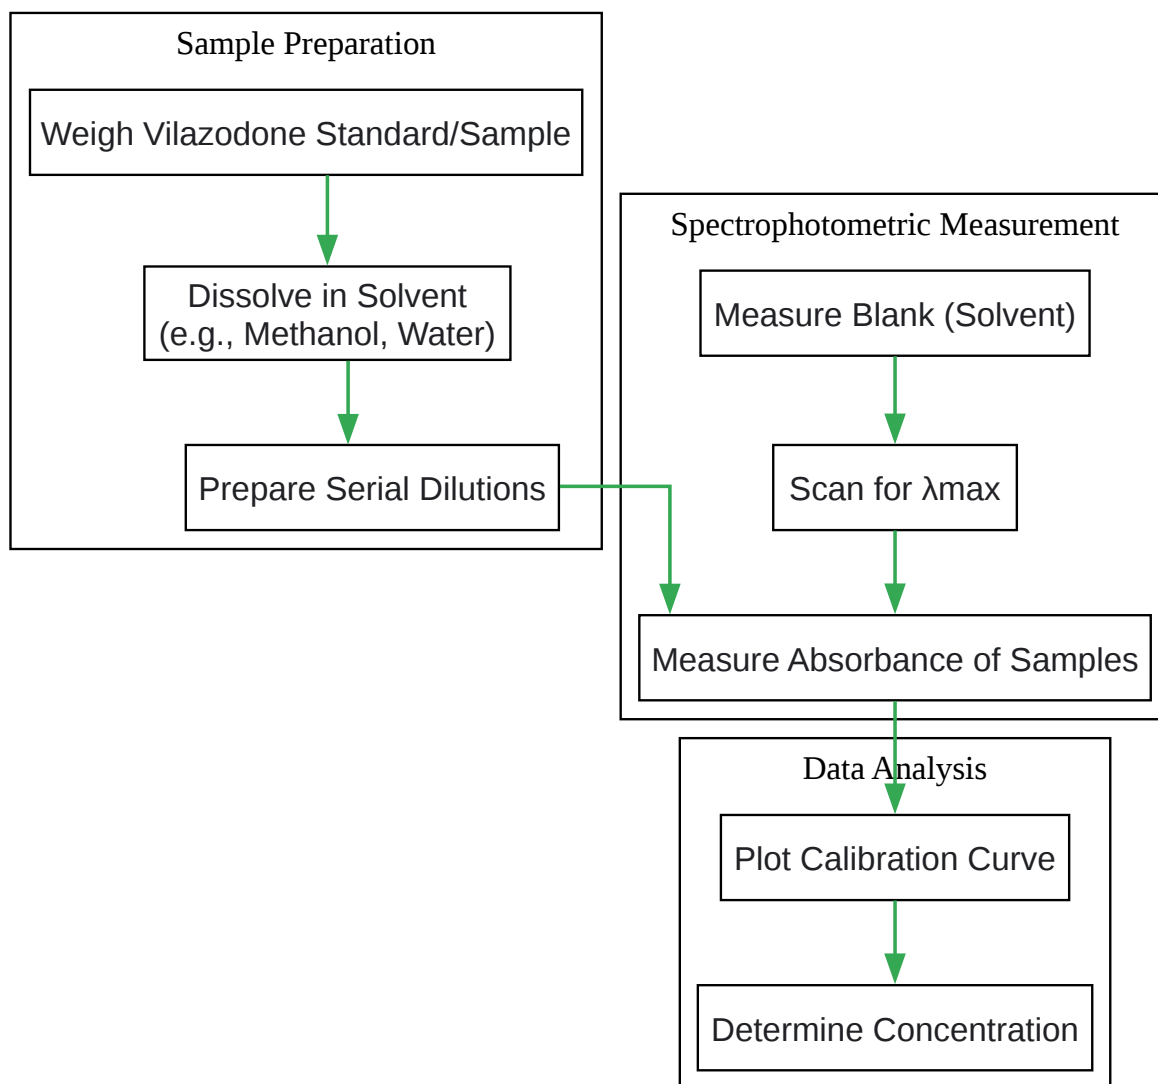 Sample Preparation
Weigh Vilazodone Standard/Sample
Dissolve in Solvent
(e.g., Methanol, Water)
Prepare Serial Dilutions
Spectrophotometric Measurement
Measure Blank (Solvent)
Scan for λmax
Measure Absorbance of Samples
Data Analysis
Plot Calibration Curve
Determine Concentration